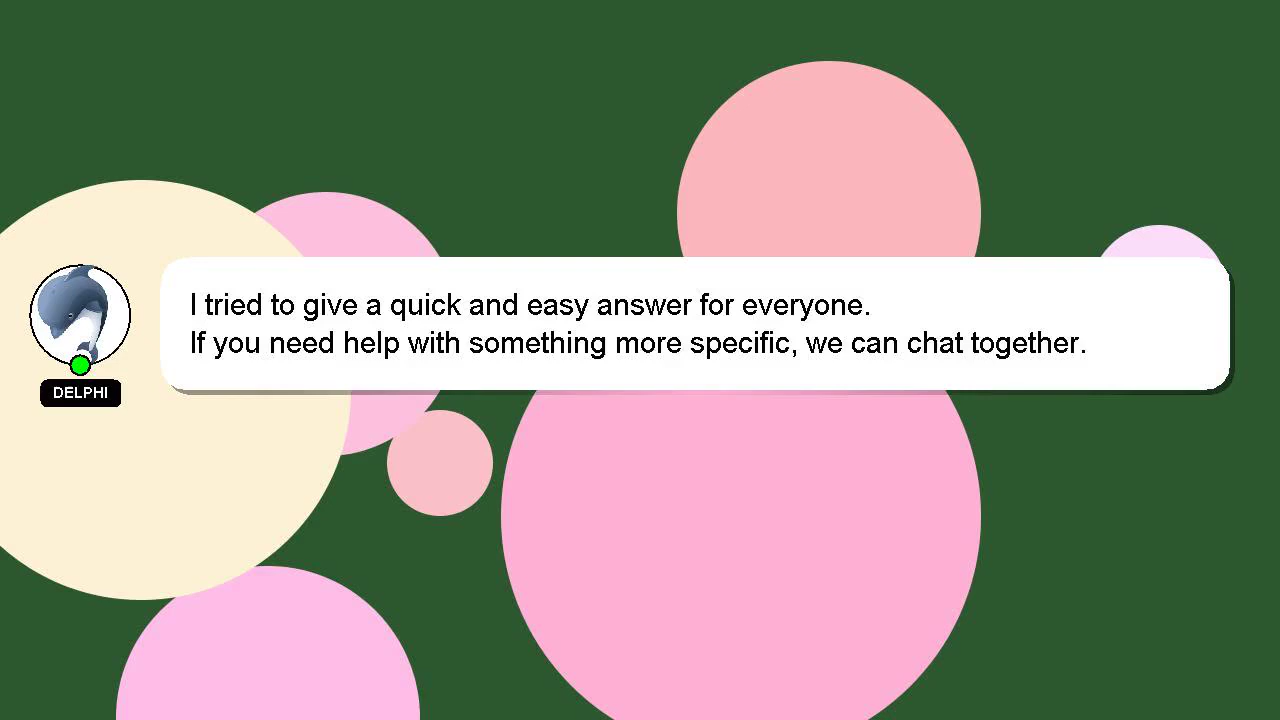 I tried to give a quick and easy answer for everyone.
If you need help with something more specific, we can chat together.
DELPHI